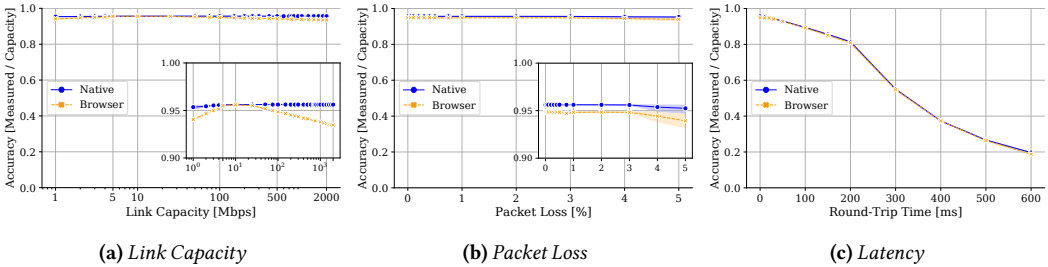 Accuracy [Measured / Capacity]
1.0
0.8
0.6
0.4
0.2
0.0
Native
Browser
1.00
0.95
0.90
10⁰ 10¹ 10² 10³
1 5 10 100 500 2000
Link Capacity [Mbps]
(a) Link Capacity
Accuracy [Measured / Capacity]
1.0
0.8
0.6
0.4
0.2
0.0
Native
Browser
1.00
0.95
0.90
0 1 2 3 4 5
0 1 2 3 4 5
Packet Loss [%]
(b) Packet Loss
Accuracy [Measured / Capacity]
1.0
0.8
0.6
0.4
0.2
0.0
Native
Browser
0 100 200 300 400 500 600
Round-Trip Time [ms]
(c) Latency